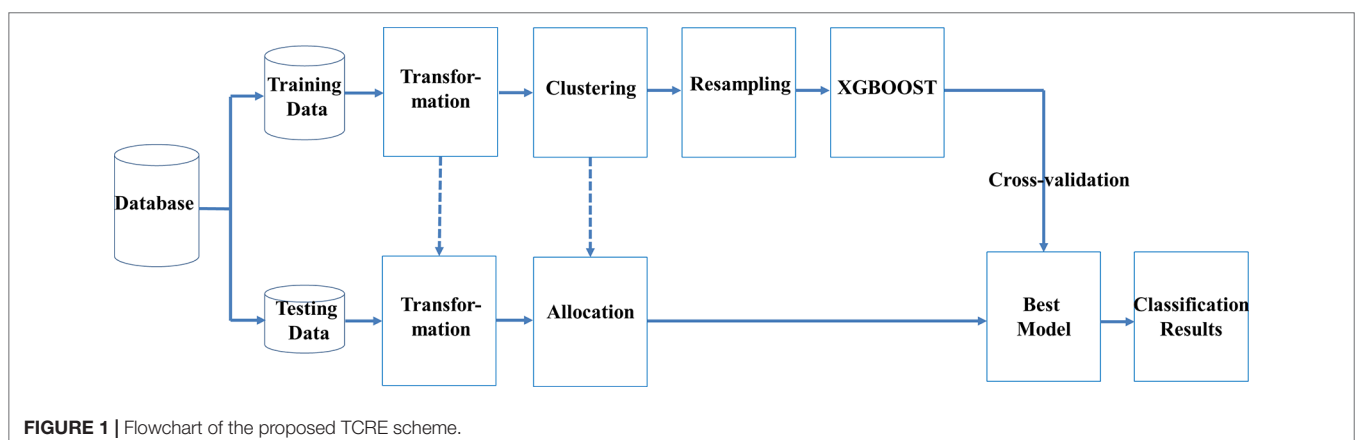 Training
Data
Transfor-
mation
Clustering
Resampling
XGBOOST
Cross-validation
Database
Testing
Data
Transfor-
mation
Allocation
Best
Model
Classification
Results
FIGURE 1 | Flowchart of the proposed TCRE scheme.